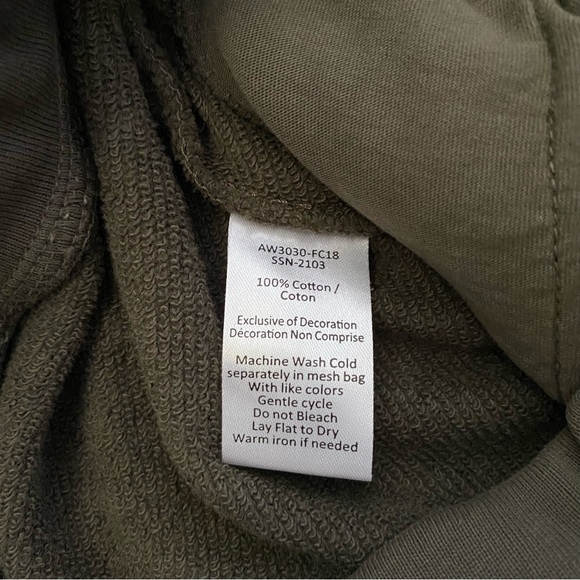 AW3030-FC18
SSN-2103
100% Cotton /
Coton
Exclusive of Decoration
Décoration Non Comprise
Machine Wash Cold
separately in mesh bag
With like colors
Gentle cycle
Do not Bleach
Lay Flat to Dry
Warm iron if needed